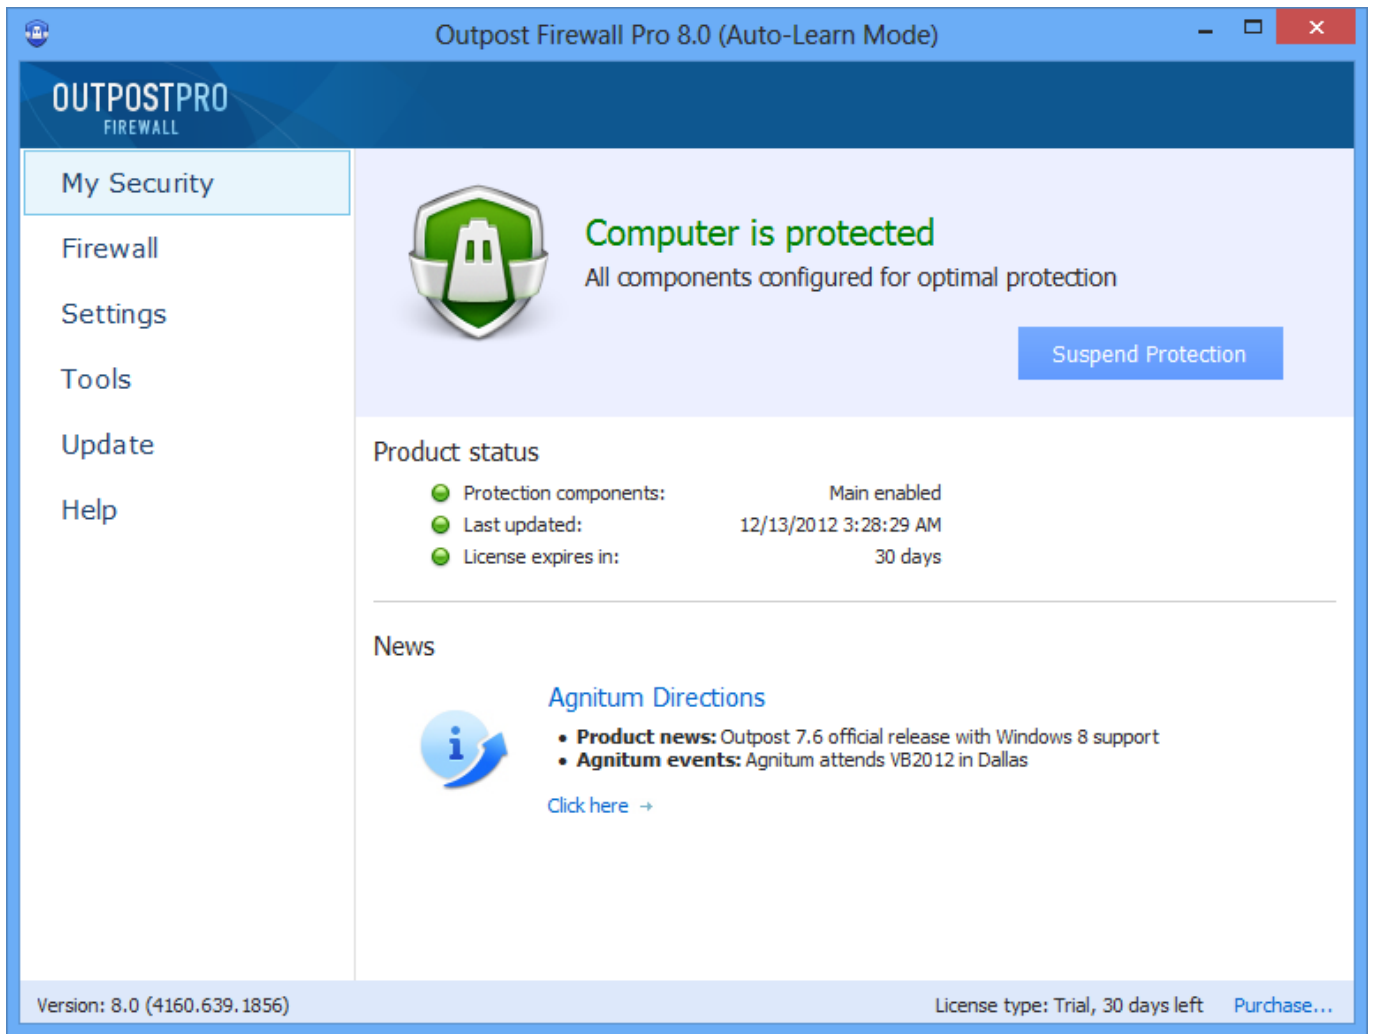 Outpost Firewall Pro 8.0 (Auto-Learn Mode)
OUTPOSTPRO
FIREWALL
My Security
Firewall
Settings
Tools
Update
Help
Computer is protected
All components configured for optimal protection
Suspend Protection
Product status
Protection components: Main enabled
Last updated: 12/13/2012 3:28:29 AM
License expires in: 30 days
News
Agnitum Directions
• Product news: Outpost 7.6 official release with Windows 8 support
• Agnitum events: Agnitum attends VB2012 in Dallas
Click here →
Version: 8.0 (4160.639.1856) License type: Trial, 30 days left Purchase...